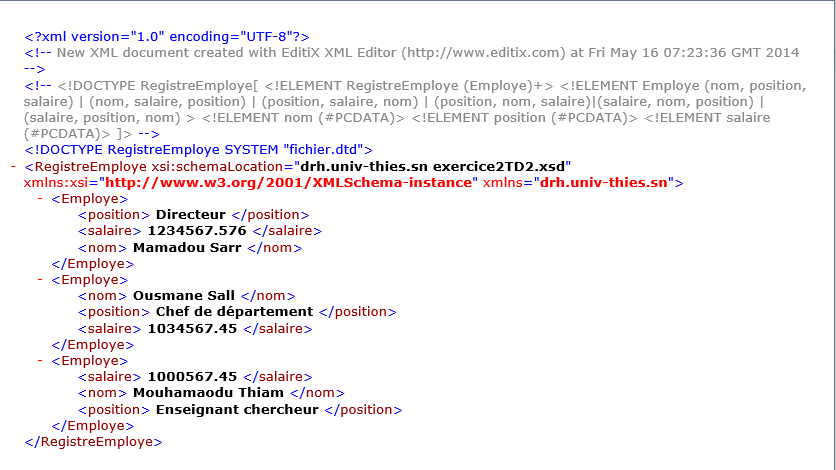 <?xml version="1.0" encoding="UTF-8"?>
<!-- New XML document created with EditiX XML Editor (http://www.editix.com) at Fri May 16 07:23:36 GMT 2014
-->
<!-- <!DOCTYPE RegistreEmploye[ <!ELEMENT RegistreEmploye (Employe)+> <!ELEMENT Employe (nom, position,
salaire) | (nom, salaire, position) | (position, salaire, nom) | (position, nom, salaire)|(salaire, nom, position) |
(salaire, position, nom) > <!ELEMENT nom (#PCDATA)> <!ELEMENT position (#PCDATA)> <!ELEMENT salaire
(#PCDATA)> ]> -->
<!DOCTYPE RegistreEmploye SYSTEM "fichier.dtd">
- <RegistreEmploye xsi:schemaLocation="drh.univ-thies.sn exercice2TD2.xsd"
xmlns:xsi="http://www.w3.org/2001/XMLSchema-instance" xmlns="drh.univ-thies.sn">
- <Employe>
<position> Directeur </position>
<salaire> 1234567.576 </salaire>
<nom> Mamadou Sarr </nom>
</Employe>
- <Employe>
<nom> Ousmane Sall </nom>
<position> Chef de département </position>
<salaire> 1034567.45 </salaire>
</Employe>
- <Employe>
<salaire> 1000567.45 </salaire>
<nom> Mouhamaodu Thiam </nom>
<position> Enseignant chercheur </position>
</Employe>
</RegistreEmploye>